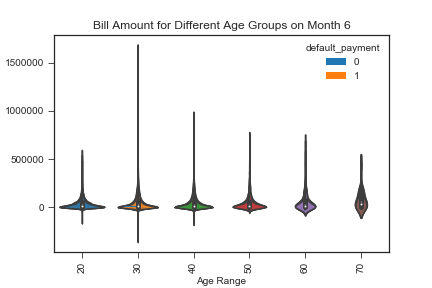 Bill Amount for Different Age Groups on Month 6
default_payment
0
1
1500000
1000000
500000
0
20 30 40 50 60 70
Age Range